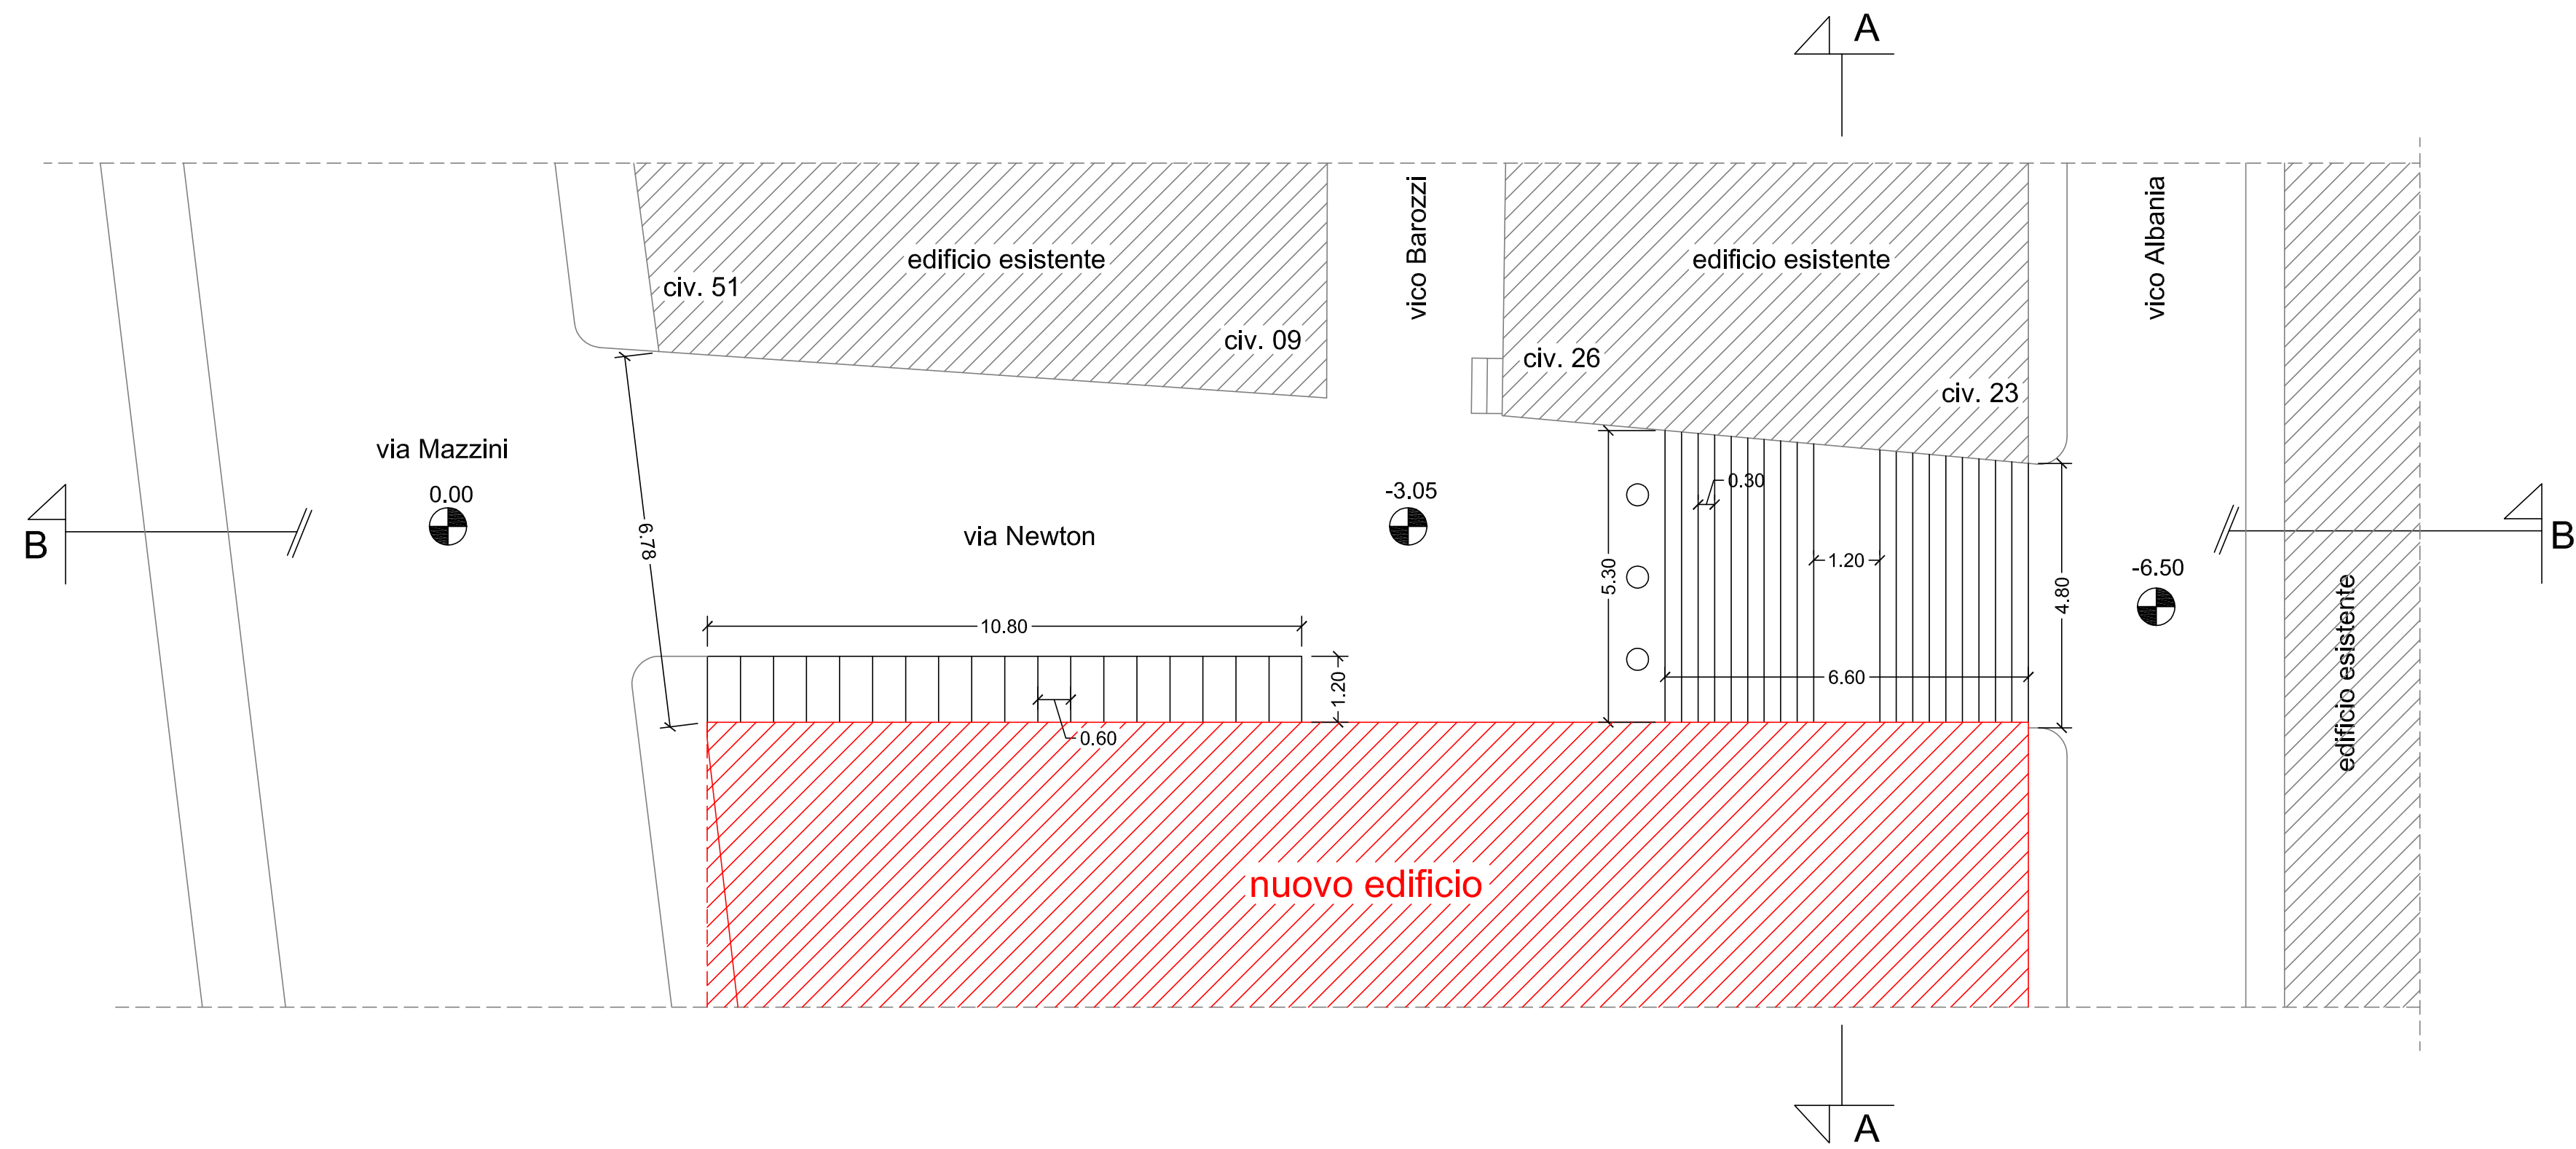 A
vico Barozzi
vico Albania
edificio esistente
edificio esistente
civ. 51
civ. 09
civ. 26
civ. 23
via Mazzini
0.00
-3.05
0.30
B
B
6.78
via Newton
5.30
1.20
-6.50
4.80
10.80
1.20
6.60
edificio esistente
0.60
nuovo edificio
A